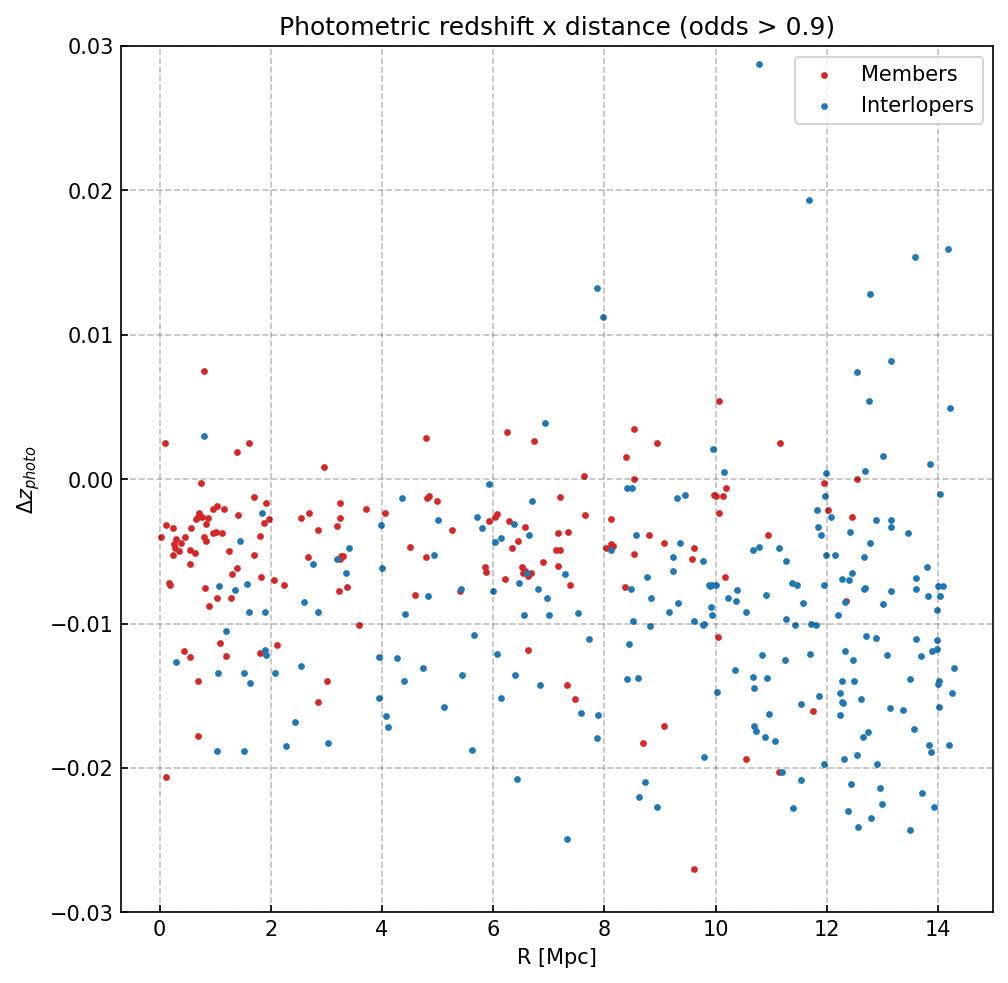 Photometric redshift x distance (odds > 0.9)
0.03
Members
Interlopers
0.02
0.01
0.00
Δz_photo
−0.01
−0.02
−0.03
0 2 4 6 8 10 12 14
R [Mpc]